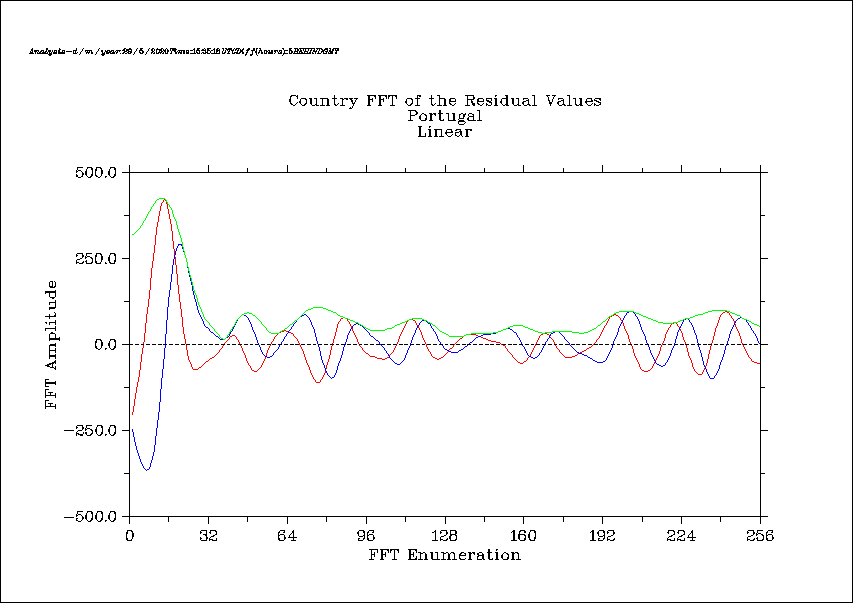 Country FFT of the Residual Values
Portugal
Linear
500.0
250.0
0.0
−250.0
−500.0
FFT Amplitude
0 32 64 96 128 160 192 224 256
FFT Enumeration